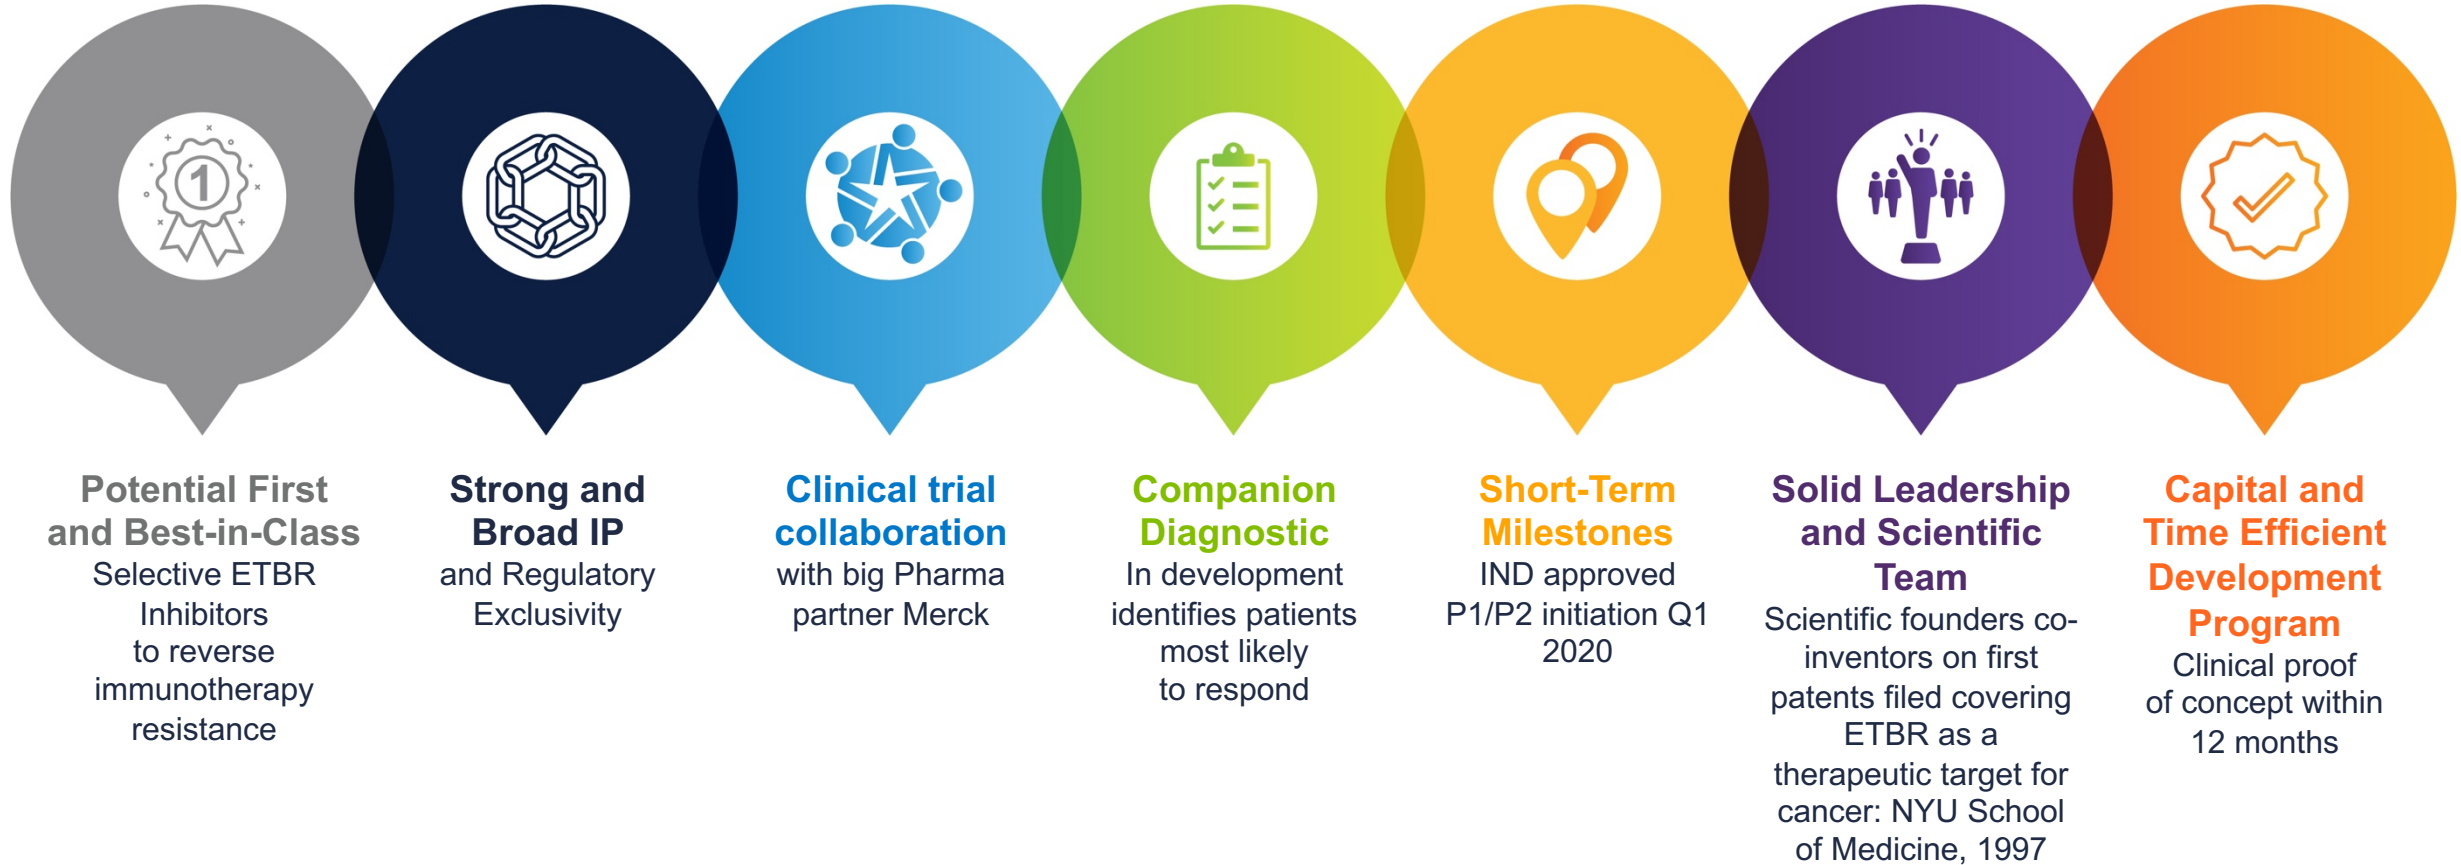 1
Potential First
and Best-in-Class
Selective ETBR
Inhibitors
to reverse
immunotherapy
resistance
Strong and
Broad IP
and Regulatory
Exclusivity
Clinical trial
collaboration
with big Pharma
partner Merck
Companion
Diagnostic
In development
identifies patients
most likely
to respond
Short-Term
Milestones
IND approved
P1/P2 initiation Q1
2020
Solid Leadership
and Scientific
Team
Scientific founders co-
inventors on first
patents filed covering
ETBR as a
therapeutic target for
cancer: NYU School
of Medicine, 1997
Capital and
Time Efficient
Development
Program
Clinical proof
of concept within
12 months